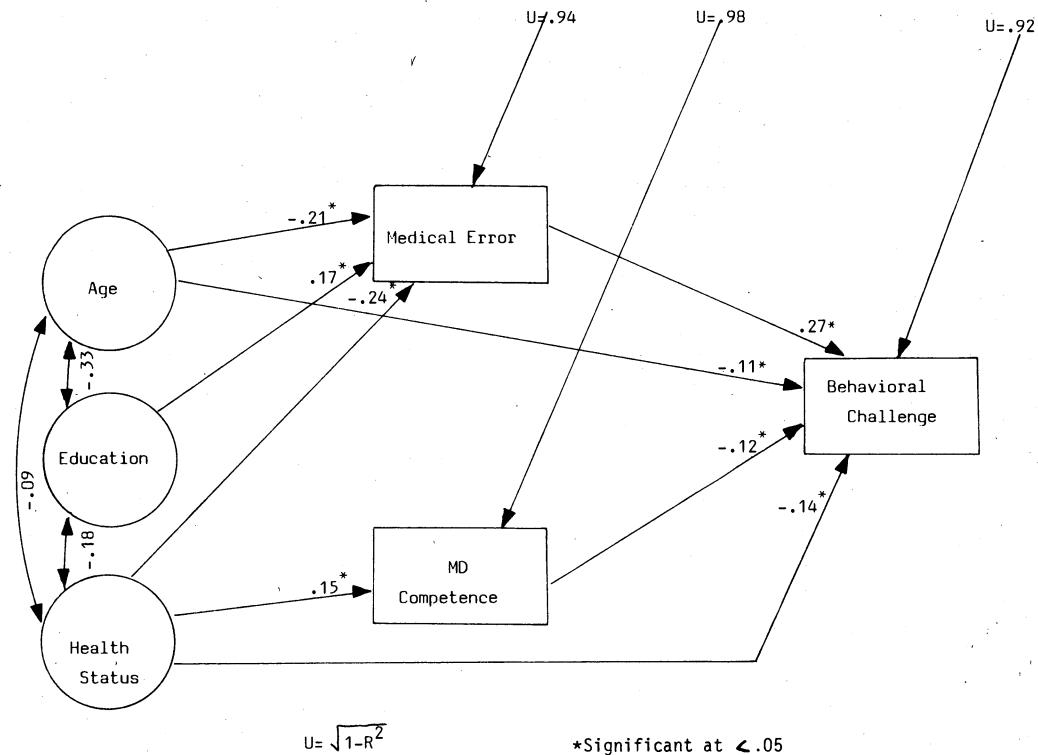 U=.94
U=.98
U=.92
-.21*
Medical Error
.17*
-.24*
Age
.27*
-.11*
-.33
Behavioral
Challenge
Education
-.12*
-.09
-.14*
-.18
MD
Competence
.15*
Health
Status
U= √1-R²
*Significant at <.05